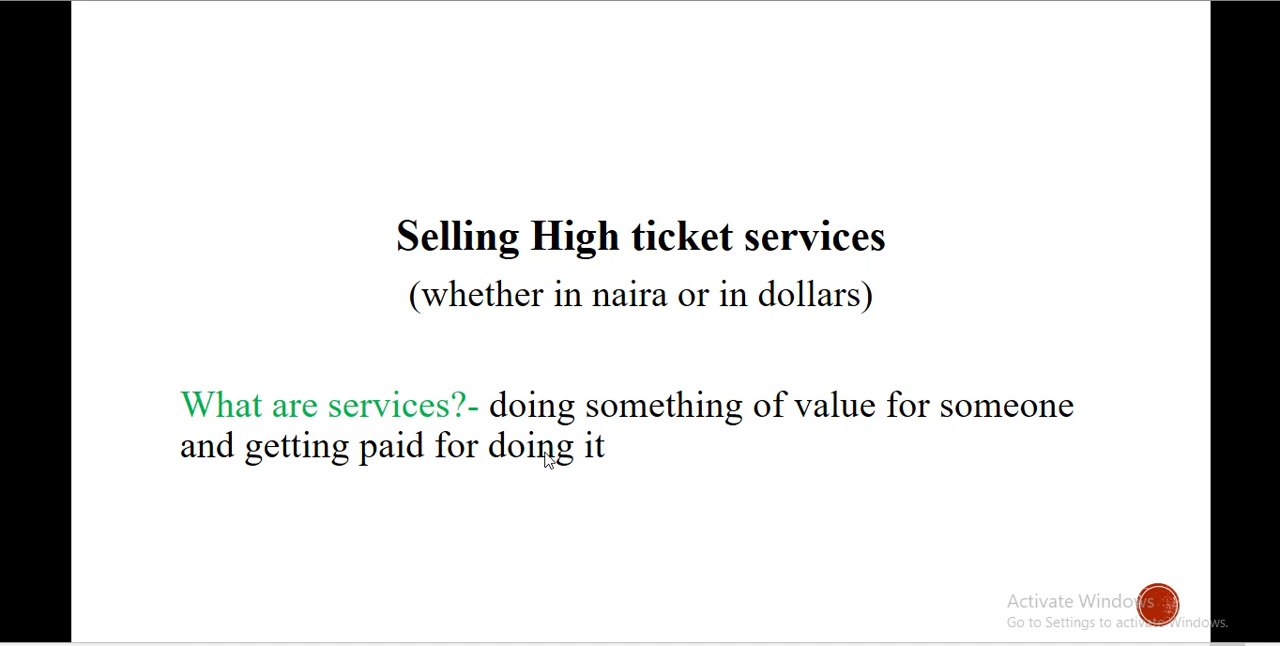 Selling High ticket services
(whether in naira or in dollars)
What are services?- doing something of value for someone
and getting paid for doing it
Activate Windows
Go to Settings to activate Windows.